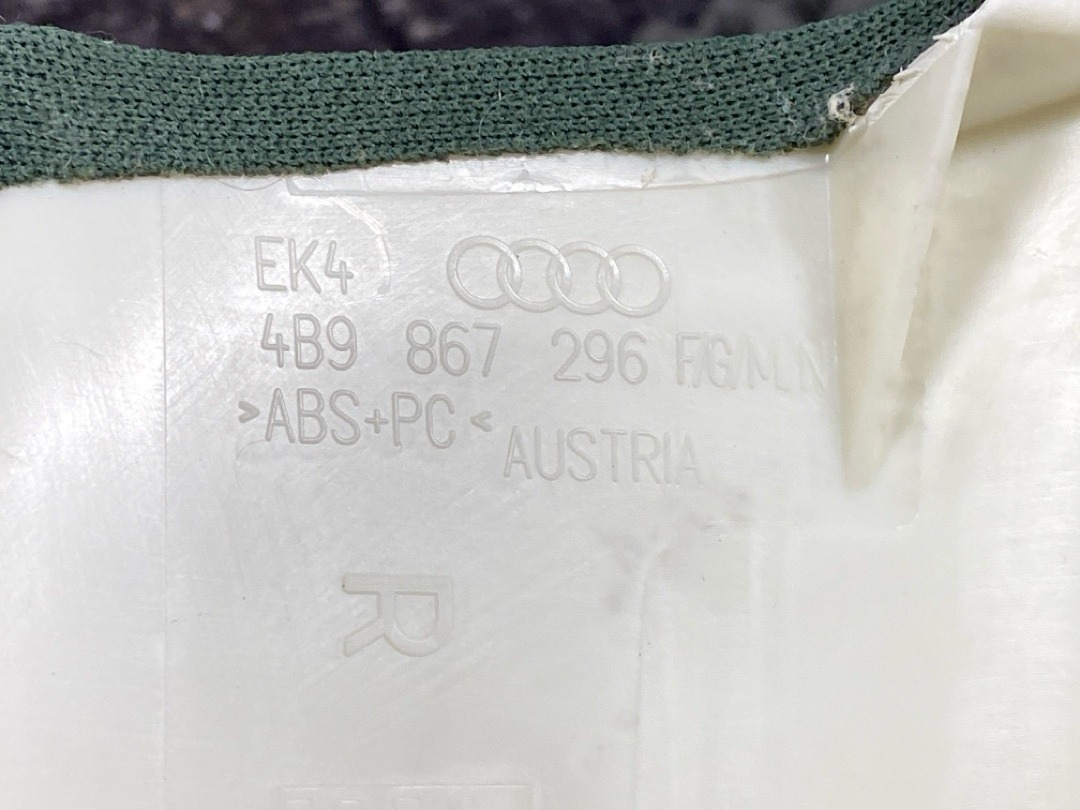 EK4
4B9 867 296 F/G/M,N
>ABS+PC<
AUSTRIA
R